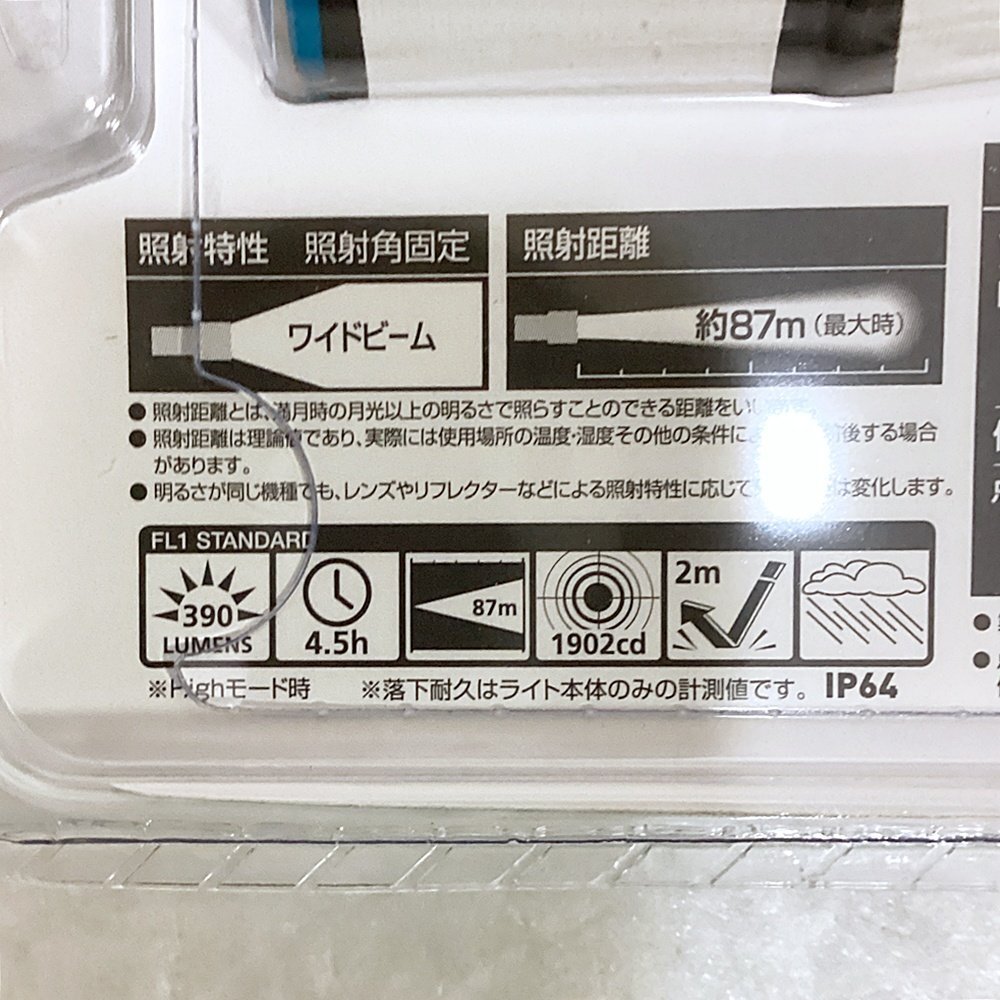 照射特性 照射角固定
ワイドビーム
照射距離
約87m（最大時）
● 照射距離とは、満月時の月光以上の明るさで照らすことのできる距離をいい
● 照射距離は理論値であり、実際には使用場所の温度・湿度その他の条件に 前後する場合
があります。
● 明るさが同じ機種でも、レンズやリフレクターなどによる照射特性に応じて は変化します。
FL1 STANDARD
390
LUMENS
4.5h
87m
1902cd
2m
※Highモード時 ※落下耐久はライト本体のみの計測値です。 IP64